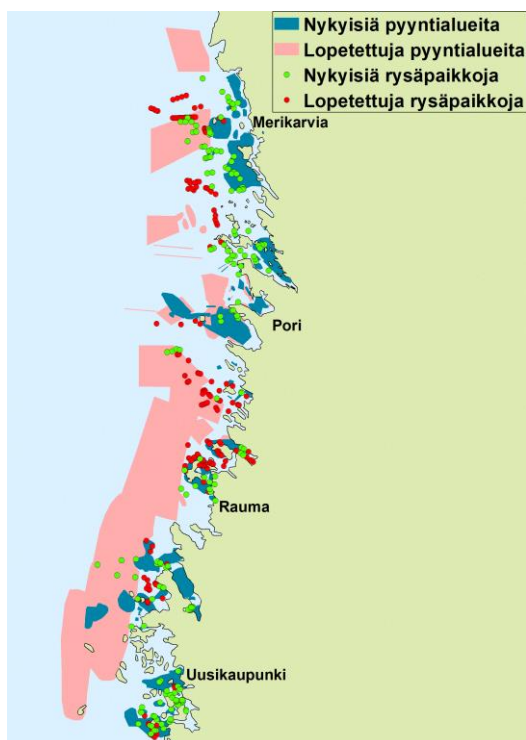 Nykyisiä pyyntialueita
Lopetettuja pyyntialueita
Nykyisiä rysäpaikkoja
Lopetettuja rysäpaikkoja
Merikarvia
Pori
Rauma
Uusikaupunki